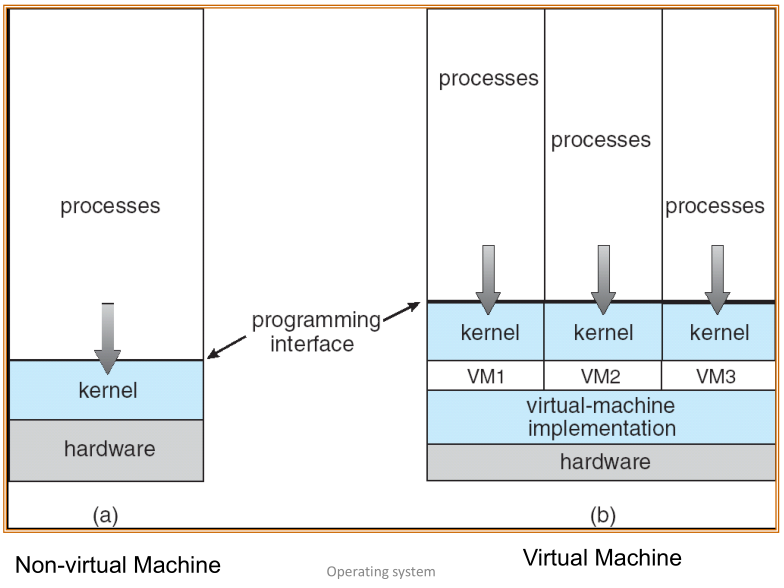 processes
processes
processes
processes
programming
interface
kernel
hardware
kernel
kernel
kernel
VM1
VM2
VM3
virtual-machine
implementation
hardware
(a)
(b)
Non-virtual Machine
Virtual Machine
Operating system